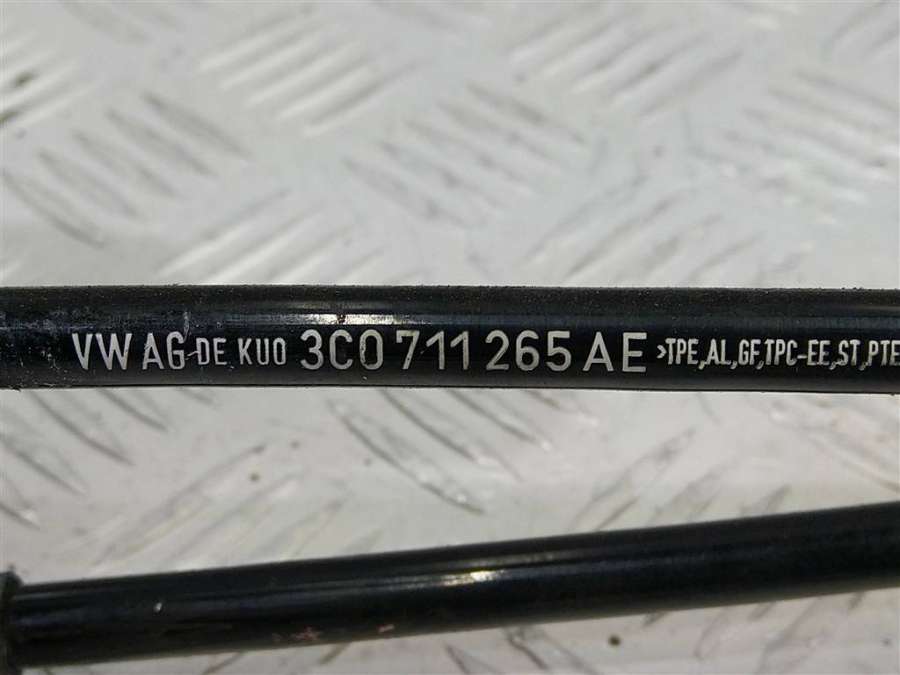 VW AG DE KUO 3C0 711 265 AE >TPE,AL,GF,TPC-EE,ST,PTE